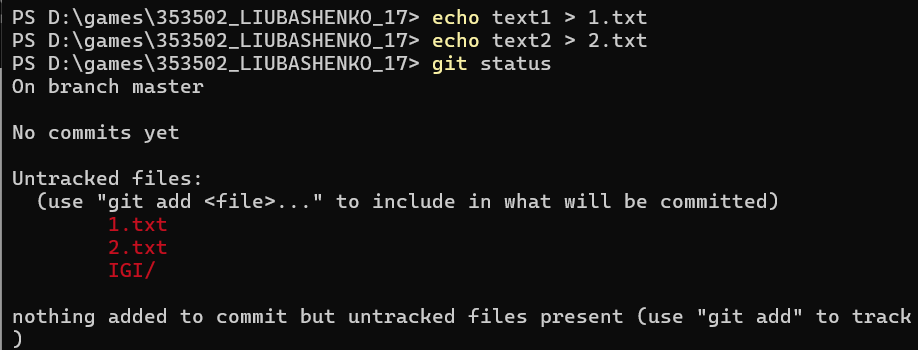 PS D:\games\353502_LIUBASHENKO_17> echo text1 > 1.txt
PS D:\games\353502_LIUBASHENKO_17> echo text2 > 2.txt
PS D:\games\353502_LIUBASHENKO_17> git status
On branch master
No commits yet
Untracked files:
(use "git add <file>..." to include in what will be committed)
1.txt
2.txt
IGI/
nothing added to commit but untracked files present (use "git add" to track
)